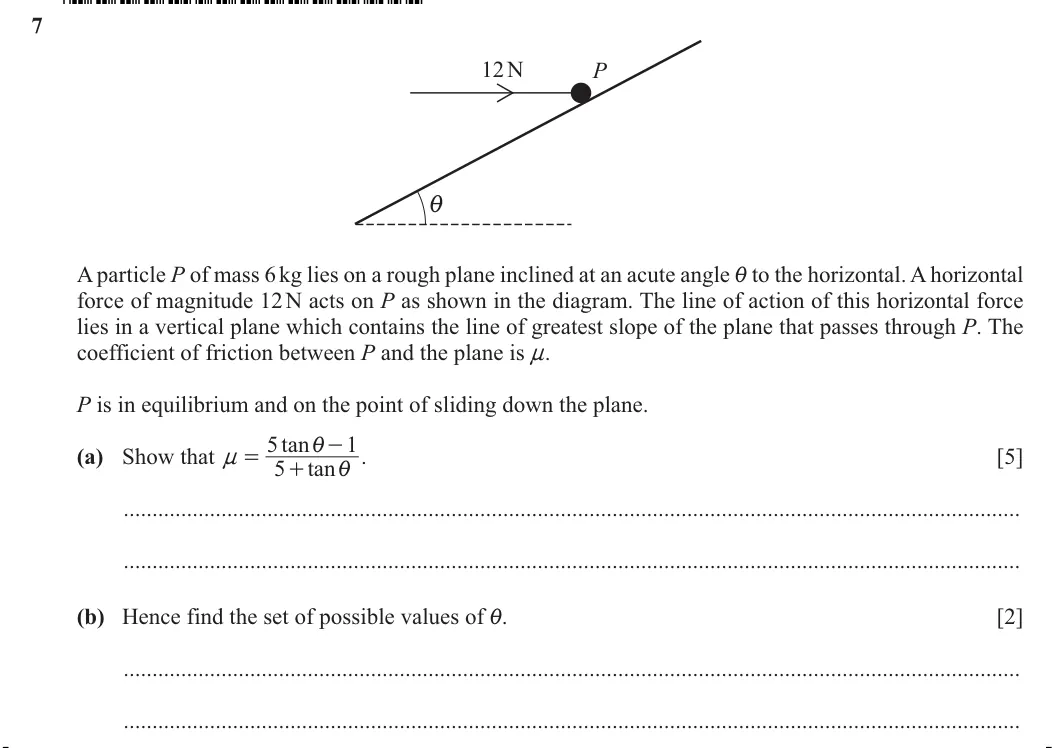 7
12 N P
θ
A particle P of mass 6 kg lies on a rough plane inclined at an acute angle θ to the horizontal. A horizontal
force of magnitude 12 N acts on P as shown in the diagram. The line of action of this horizontal force
lies in a vertical plane which contains the line of greatest slope of the plane that passes through P. The
coefficient of friction between P and the plane is μ.
P is in equilibrium and on the point of sliding down the plane.
(a) Show that μ = (5 tan θ − 1)/(5 + tan θ). [5]
(b) Hence find the set of possible values of θ. [2]